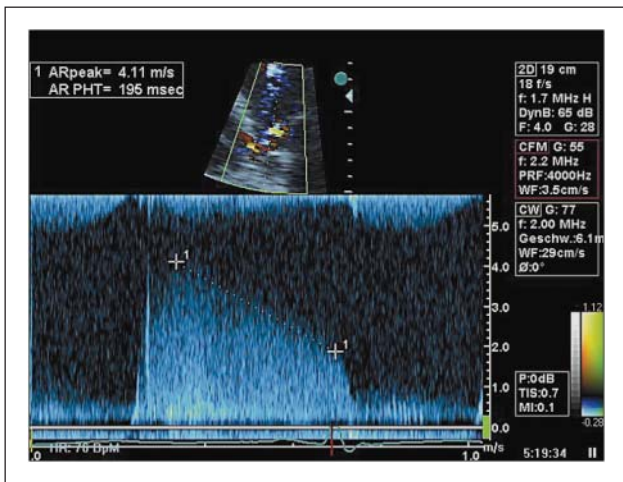 1 ARpeak= 4.11 m/s
AR PHT= 195 msec
2D 19 cm
18 f/s
f: 1.7 MHz H
DynB: 65 dB
F: 4.0 G: 28
CFM G: 55
f: 2.2 MHz
PRF:4000Hz
WF:3.5cm/s
CW G: 77
f: 2.00 MHz
Geschw.:6.1m
WF:29cm/s
Ø:0°
5.0
1
4.0
3.0
1
2.0
1.0
0.0
1.12
-0.28
P:0dB
TIS:0.7
MI:0.1
HR: 70 BpM
.0
1.0
m/s
5:19:34